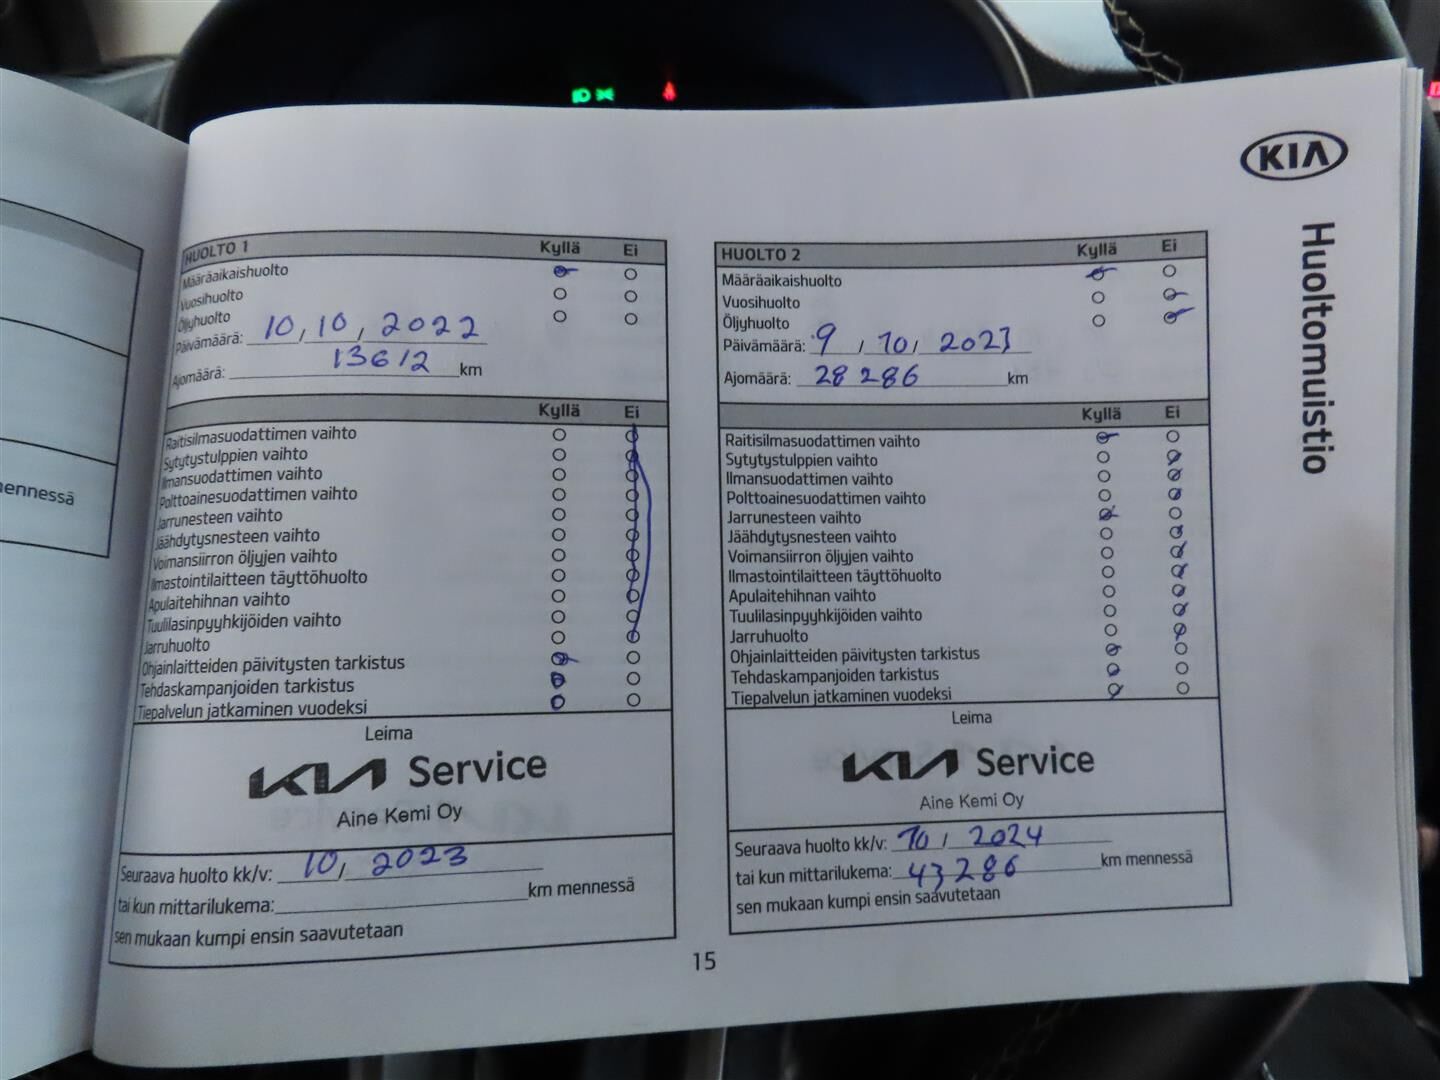 KIA
Huoltomuistio
mennessä
HUOLTO 1 Kyllä Ei
Määräaikaishuolto
Vuosihuolto
Öljyhuolto
Päivämäärä: 10, 10, 2022
Ajomäärä: 13612 km
Kyllä Ei
Raitisilmasuodattimen vaihto
Sytytystulppien vaihto
Ilmansuodattimen vaihto
Polttoainesuodattimen vaihto
Jarrunesteen vaihto
Jäähdytysnesteen vaihto
Voimansiirron öljyjen vaihto
Ilmastointilaitteen täyttöhuolto
Apulaitehihnan vaihto
Tuulilasinpyyhkijöiden vaihto
Jarruhuolto
Ohjainlaitteiden päivitysten tarkistus
Tehdaskampanjoiden tarkistus
Tiepalvelun jatkaminen vuodeksi
Leima
KIA Service
Aine Kemi Oy
Seuraava huolto kk/v: 10/ 2023
tai kun mittarilukema: km mennessä
sen mukaan kumpi ensin saavutetaan
HUOLTO 2 Kyllä Ei
Määräaikaishuolto
Vuosihuolto
Öljyhuolto
Päivämäärä: 9 / 10 / 2023
Ajomäärä: 28 286 km
Kyllä Ei
Raitisilmasuodattimen vaihto
Sytytystulppien vaihto
Ilmansuodattimen vaihto
Polttoainesuodattimen vaihto
Jarrunesteen vaihto
Jäähdytysnesteen vaihto
Voimansiirron öljyjen vaihto
Ilmastointilaitteen täyttöhuolto
Apulaitehihnan vaihto
Tuulilasinpyyhkijöiden vaihto
Jarruhuolto
Ohjainlaitteiden päivitysten tarkistus
Tehdaskampanjoiden tarkistus
Tiepalvelun jatkaminen vuodeksi
Leima
KIA Service
Aine Kemi Oy
Seuraava huolto kk/v: 10 / 2024
tai kun mittarilukema: 43286 km mennessä
sen mukaan kumpi ensin saavutetaan
15